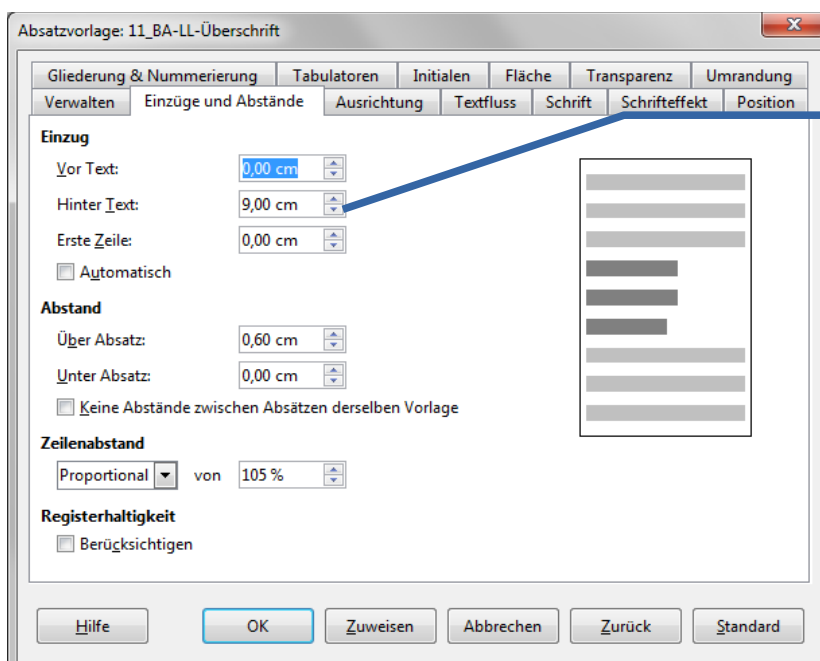 Absatzvorlage: 11_BA-LL-Überschrift
Gliederung & Nummerierung Tabulatoren Initialen Fläche Transparenz Umrandung
Verwalten Einzüge und Abstände Ausrichtung Textfluss Schrift Schrifteffekt Position
Einzug
Vor Text: 0,00 cm
Hinter Text: 9,00 cm
Erste Zeile: 0,00 cm
Automatisch
Abstand
Über Absatz: 0,60 cm
Unter Absatz: 0,00 cm
Keine Abstände zwischen Absätzen derselben Vorlage
Zeilenabstand
Proportional von 105 %
Registerhaltigkeit
Berücksichtigen
Hilfe OK Zuweisen Abbrechen Zurück Standard